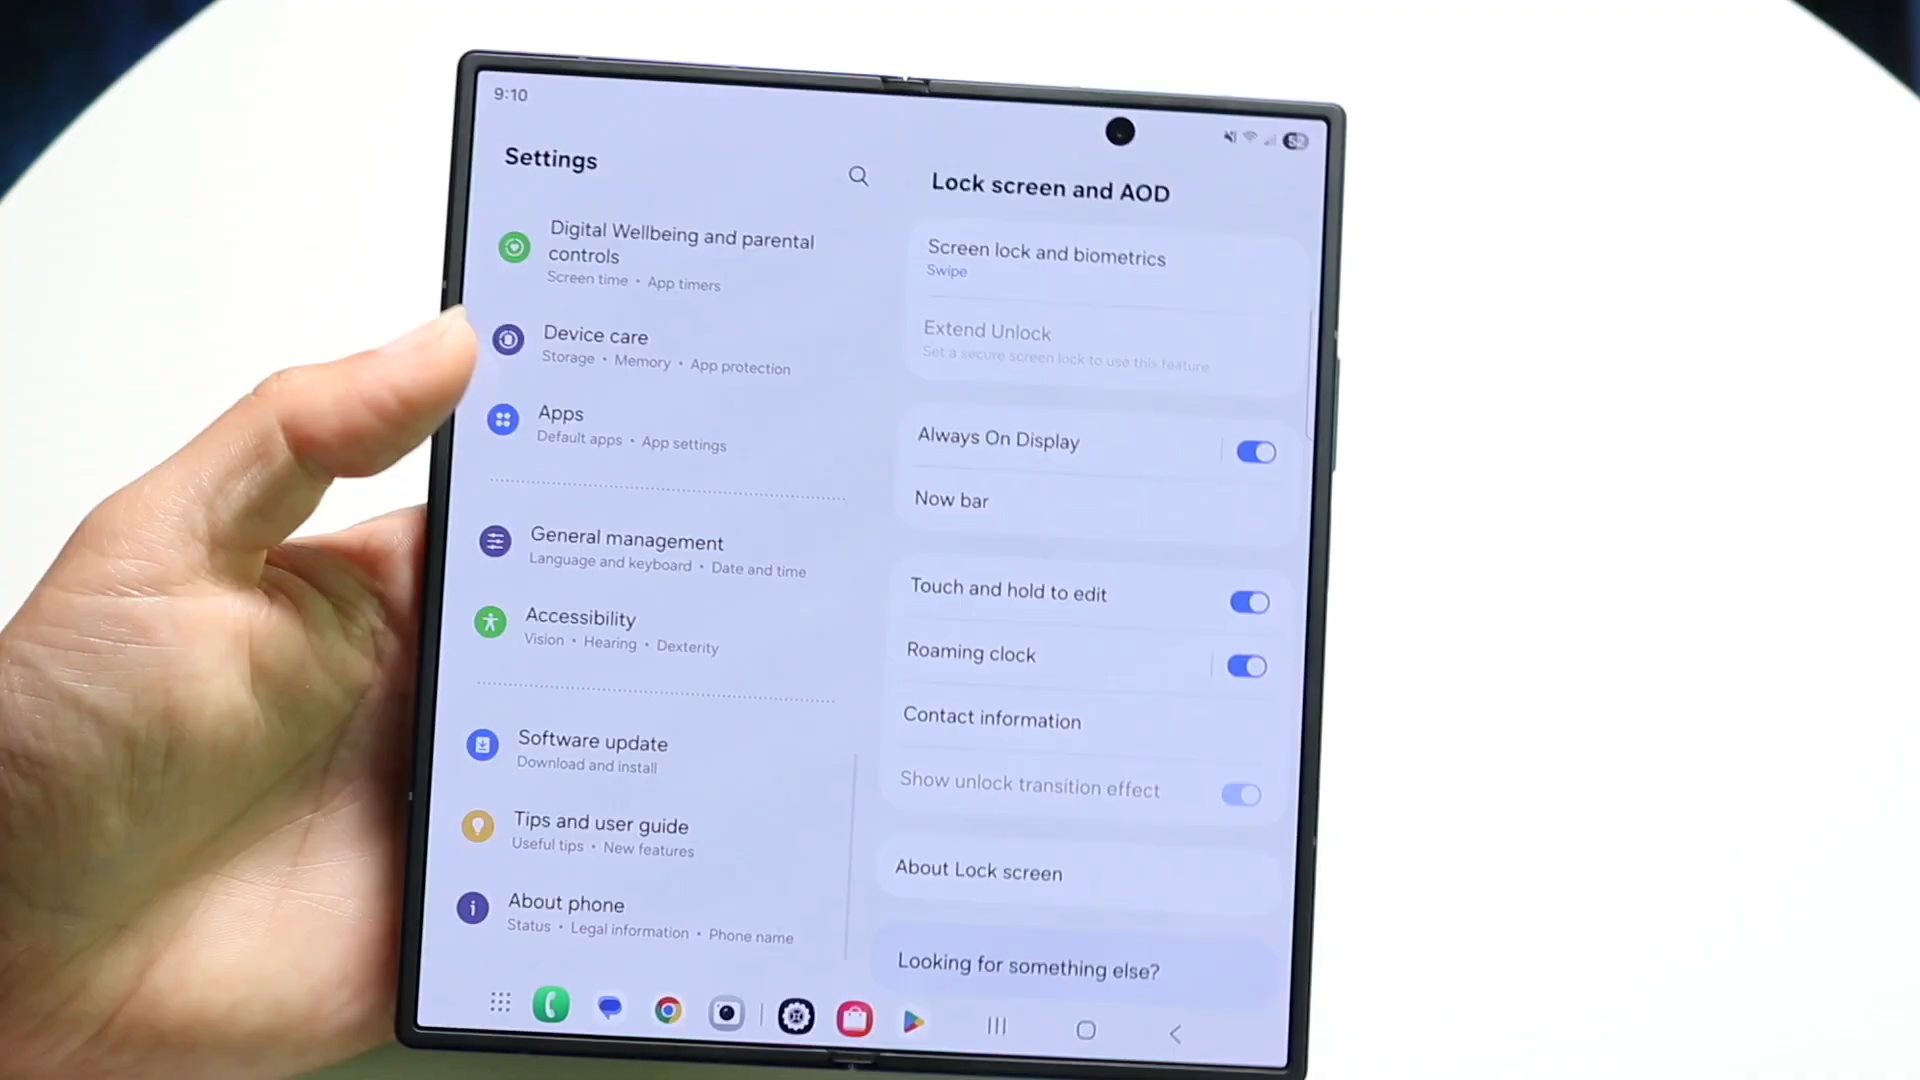 9:10
Settings
Digital Wellbeing and parental
controls
Screen time • App timers
Device care
Storage • Memory • App protection
Apps
Default apps • App settings
General management
Language and keyboard • Date and time
Accessibility
Vision • Hearing • Dexterity
Software update
Download and install
Tips and user guide
Useful tips • New features
About phone
Status • Legal information • Phone name
Lock screen and AOD
Screen lock and biometrics
Swipe
Extend Unlock
Set a secure screen lock to use this feature
Always On Display
Now bar
Touch and hold to edit
Roaming clock
Contact information
Show unlock transition effect
About Lock screen
Looking for something else?